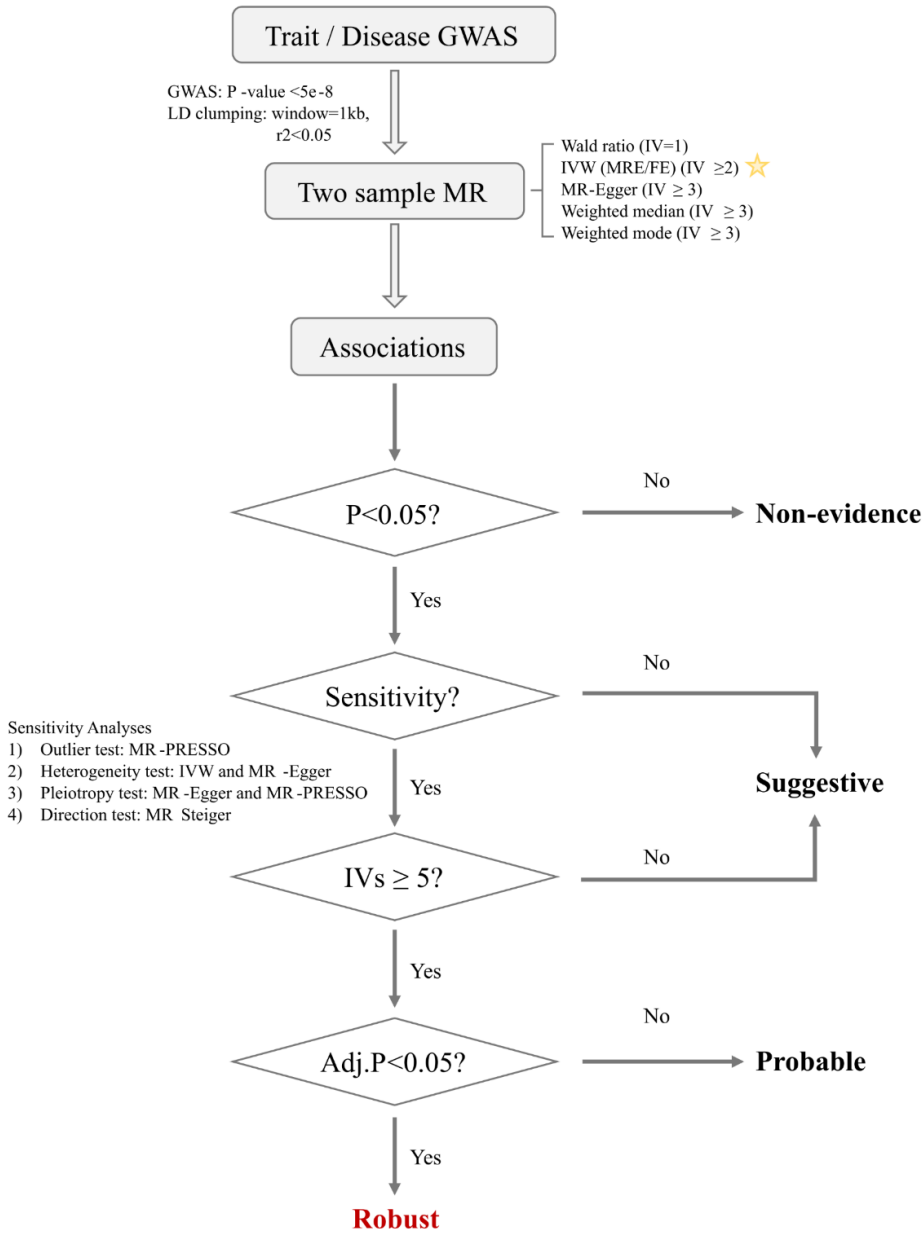 Trait / Disease GWAS
GWAS: P -value <5e-8
LD clumping: window=1kb,
r2<0.05
Two sample MR
Wald ratio (IV=1)
IVW (MRE/FE) (IV ≥2)
MR-Egger (IV ≥ 3)
Weighted median (IV ≥ 3)
Weighted mode (IV ≥ 3)
Associations
P<0.05?
No
Non-evidence
Yes
Sensitivity?
No
Sensitivity Analyses
1) Outlier test: MR -PRESSO
2) Heterogeneity test: IVW and MR -Egger
3) Pleiotropy test: MR -Egger and MR -PRESSO
4) Direction test: MR Steiger
Yes
Suggestive
IVs ≥ 5?
No
Yes
Adj.P<0.05?
No
Probable
Yes
Robust